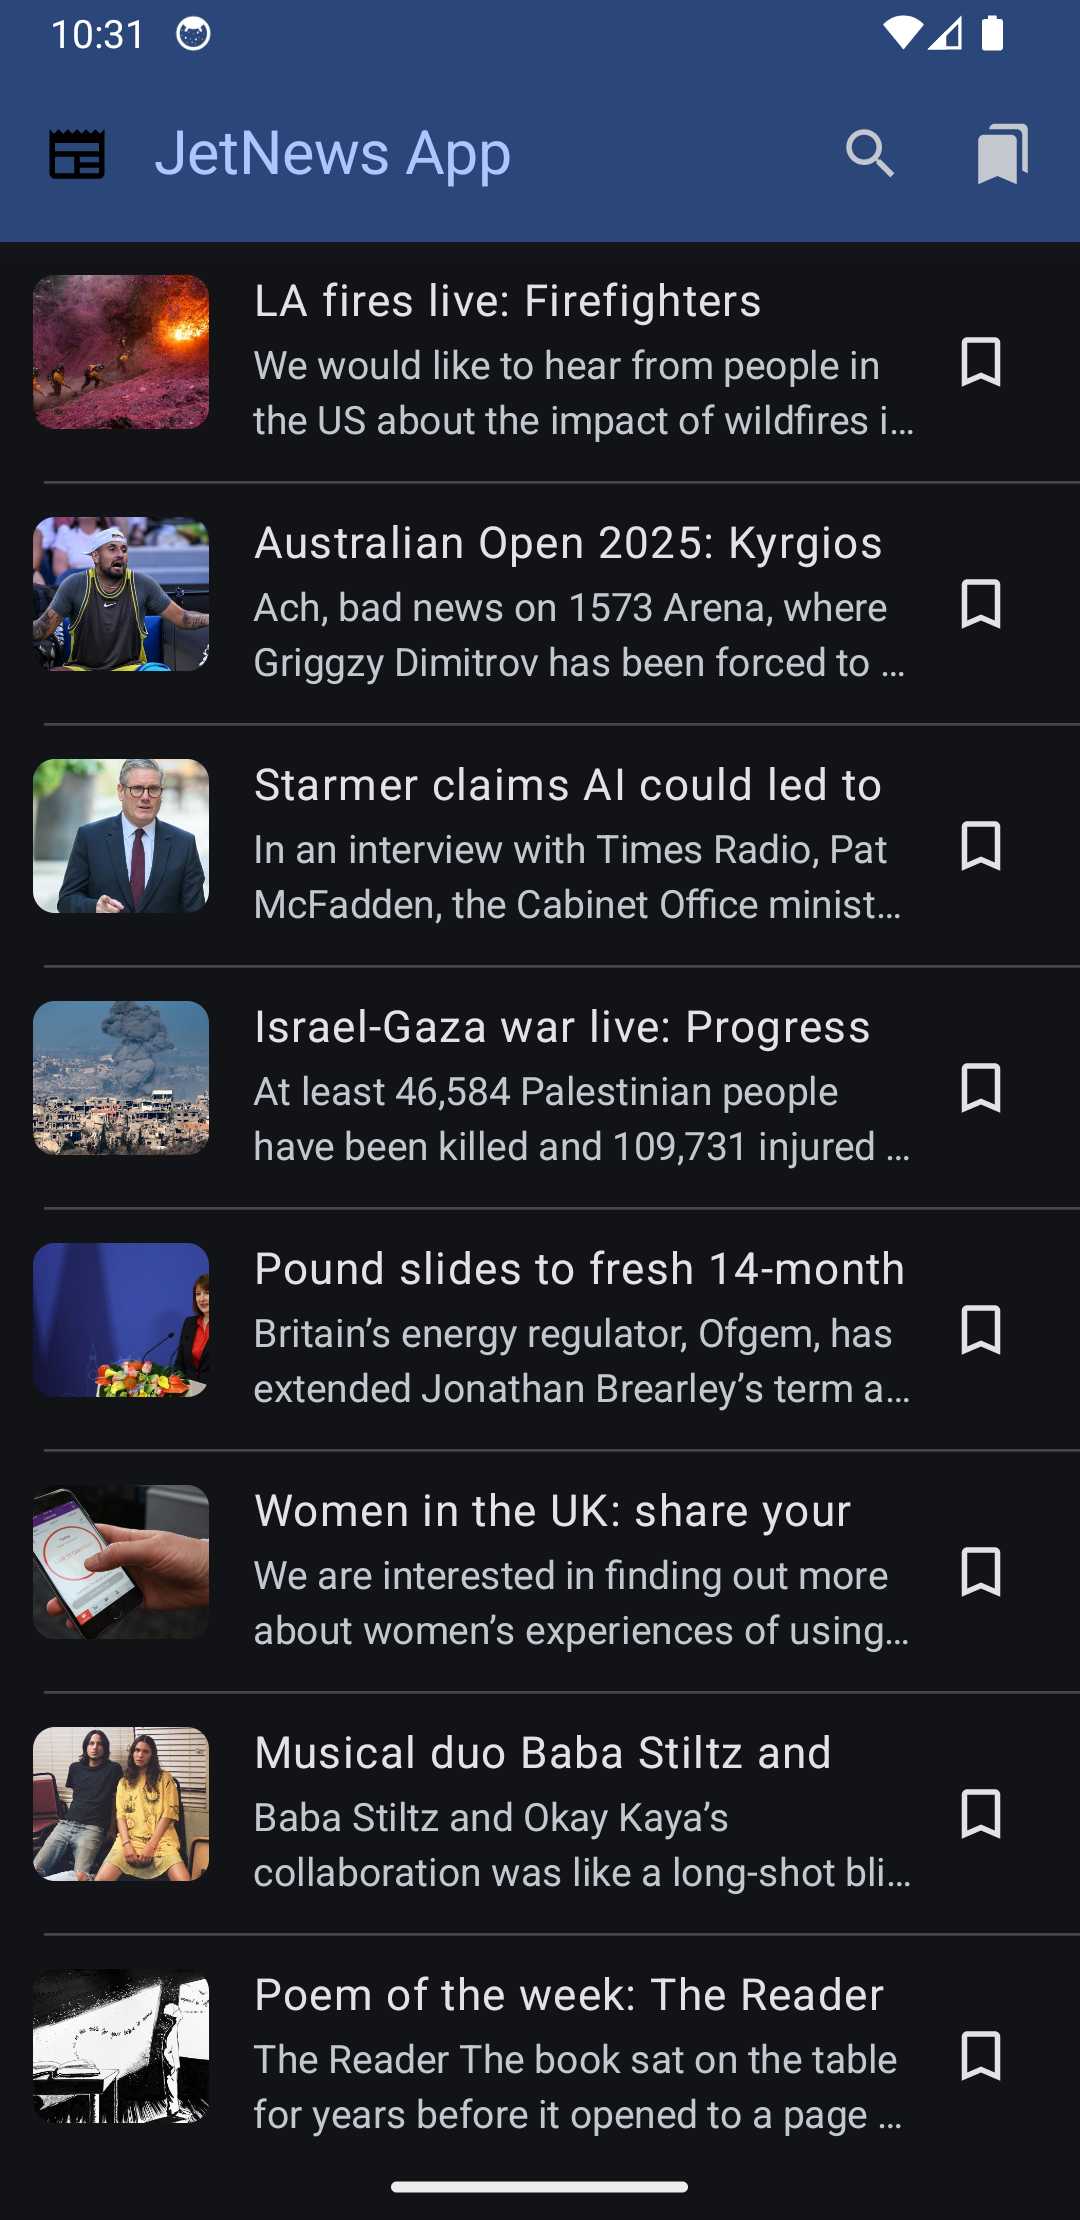 10:31
JetNews App
LA fires live: Firefighters
We would like to hear from people in
the US about the impact of wildfires i…
Australian Open 2025: Kyrgios
Ach, bad news on 1573 Arena, where
Griggzy Dimitrov has been forced to …
Starmer claims AI could led to
In an interview with Times Radio, Pat
McFadden, the Cabinet Office minist…
Israel-Gaza war live: Progress
At least 46,584 Palestinian people
have been killed and 109,731 injured …
Pound slides to fresh 14-month
Britain’s energy regulator, Ofgem, has
extended Jonathan Brearley’s term a…
Women in the UK: share your
We are interested in finding out more
about women’s experiences of using…
Musical duo Baba Stiltz and
Baba Stiltz and Okay Kaya’s
collaboration was like a long-shot bli…
Poem of the week: The Reader
The Reader The book sat on the table
for years before it opened to a page …